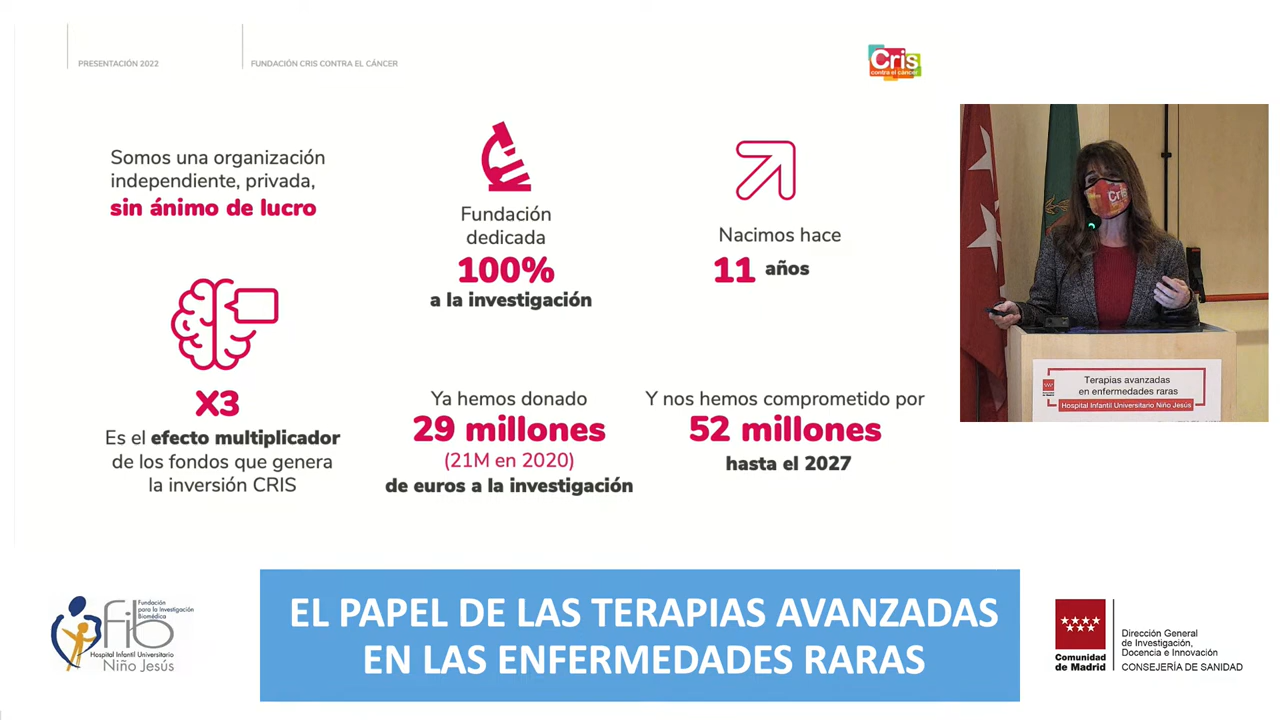 PRESENTACIÓN 2022
FUNDACIÓN CRIS CONTRA EL CÁNCER
Cris
contra el cáncer
Somos una organización
independiente, privada,
sin ánimo de lucro
Fundación
dedicada
100%
a la investigación
Nacimos hace
11 años
X3
Es el efecto multiplicador
de los fondos que genera
la inversión CRIS
Ya hemos donado
29 millones
(21M en 2020)
de euros a la investigación
Y nos hemos comprometido por
52 millones
hasta el 2027
Cris
Terapias avanzadas
en enfermedades raras
Hospital Infantil Universitario Niño Jesús
fib
Fundación
para la Investigación
Biomédica
Hospital Infantil Universitario
Niño Jesús
EL PAPEL DE LAS TERAPIAS AVANZADAS
EN LAS ENFERMEDADES RARAS
Comunidad
de Madrid
Dirección General
de Investigación,
Docencia e Innovación
CONSEJERÍA DE SANIDAD